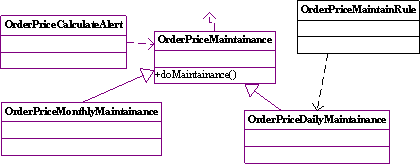 OrderPriceCalculateAlert
OrderPriceMaintainance
OrderPriceMaintainRule
+doMaintainance()
OrderPriceMonthlyMaintainance
OrderPriceDailyMaintainance